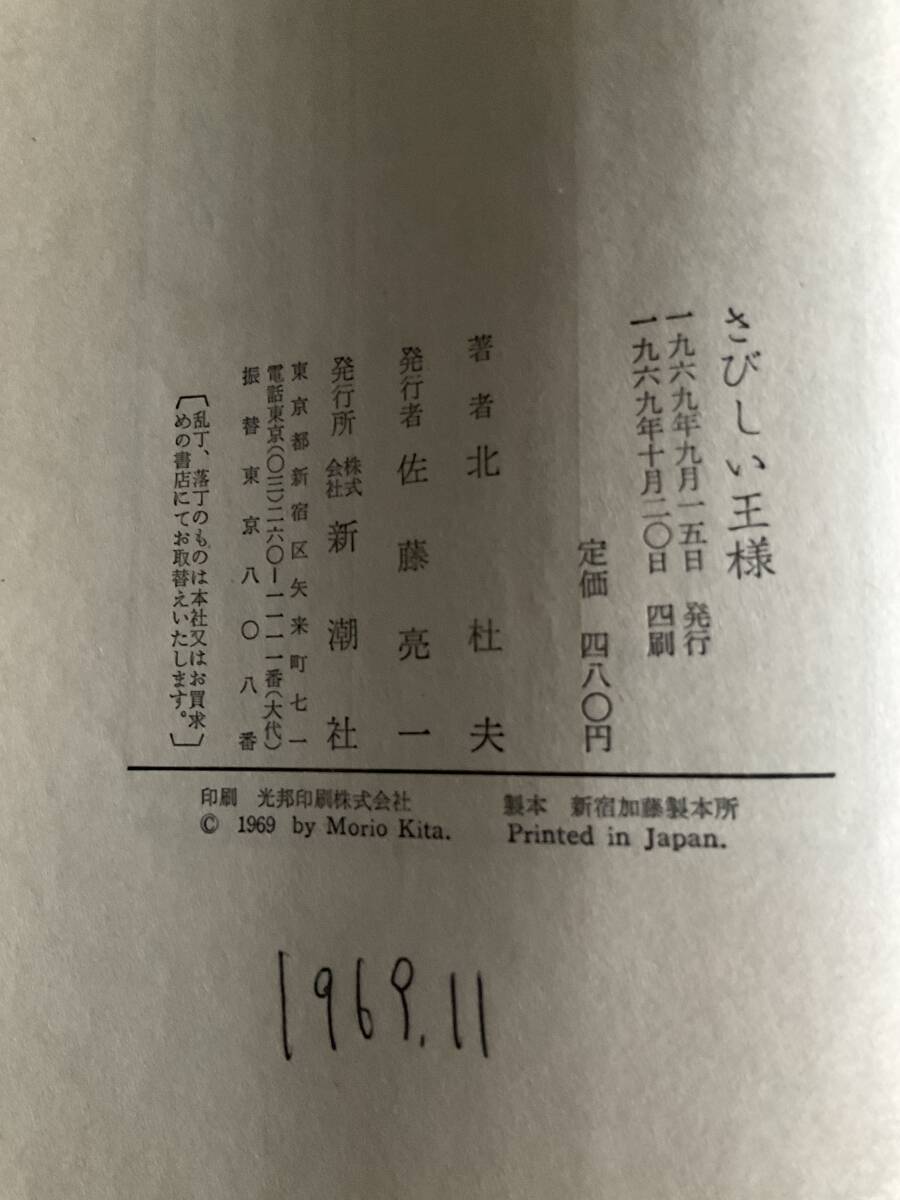 さびしい王様
一九六九年九月一五日　発行
一九六九年十月二〇日　四刷
定価　四八〇円
著者　北杜夫
発行者　佐藤亮一
発行所　株式会社　新潮社
東京都新宿区矢来町七一
電話東京(〇三)二六〇―一一一一番(大代)
振替東京八〇八番
乱丁、落丁のものは本社又はお買求
めの書店にてお取替えいたします。
印刷　光邦印刷株式会社　製本　新宿加藤製本所
© 1969 by Morio Kita.　Printed in Japan.
1969.11